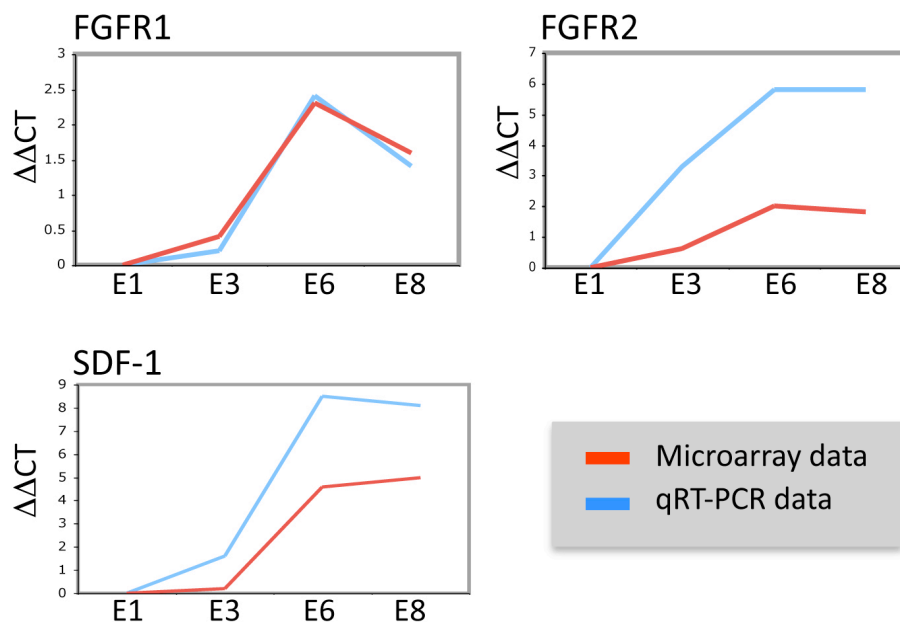 FGFR1
3
2.5
2
1.5
1
0.5
0
ΔΔCT
E1 E3 E6 E8
FGFR2
7
6
5
4
3
2
1
0
ΔΔCT
E1 E3 E6 E8
SDF-1
9
8
7
6
5
4
3
2
1
0
ΔΔCT
E1 E3 E6 E8
Microarray data
qRT-PCR data